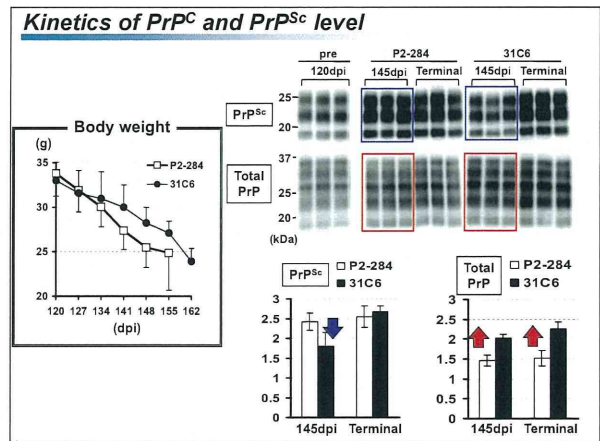 Kinetics of PrPC and PrPSc level
pre P2-284 31C6
120dpi 145dpi Terminal 145dpi Terminal
PrPSc
25
20
Total PrP
37
25
20
(kDa)
Body weight
(g)
P2-284
31C6
35
30
25
20
120 127 134 141 148 155 162
(dpi)
PrPSc
P2-284
31C6
3
2.5
2
1.5
1
0.5
0
145dpi Terminal
Total PrP
P2-284
31C6
3
2.5
2
1.5
1
0.5
0
145dpi Terminal